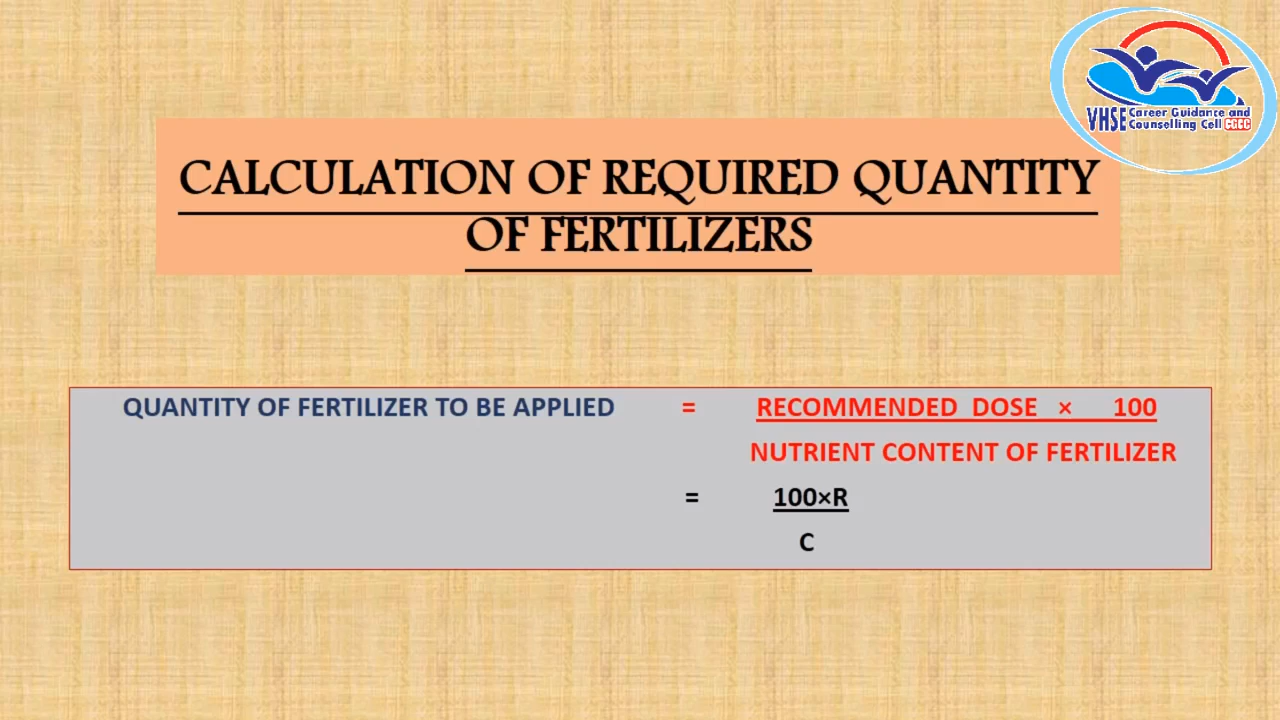 VHSE Career Guidance and
Counselling Cell CGCC
CALCULATION OF REQUIRED QUANTITY
OF FERTILIZERS
QUANTITY OF FERTILIZER TO BE APPLIED = RECOMMENDED DOSE × 100
NUTRIENT CONTENT OF FERTILIZER
= 100×R
C